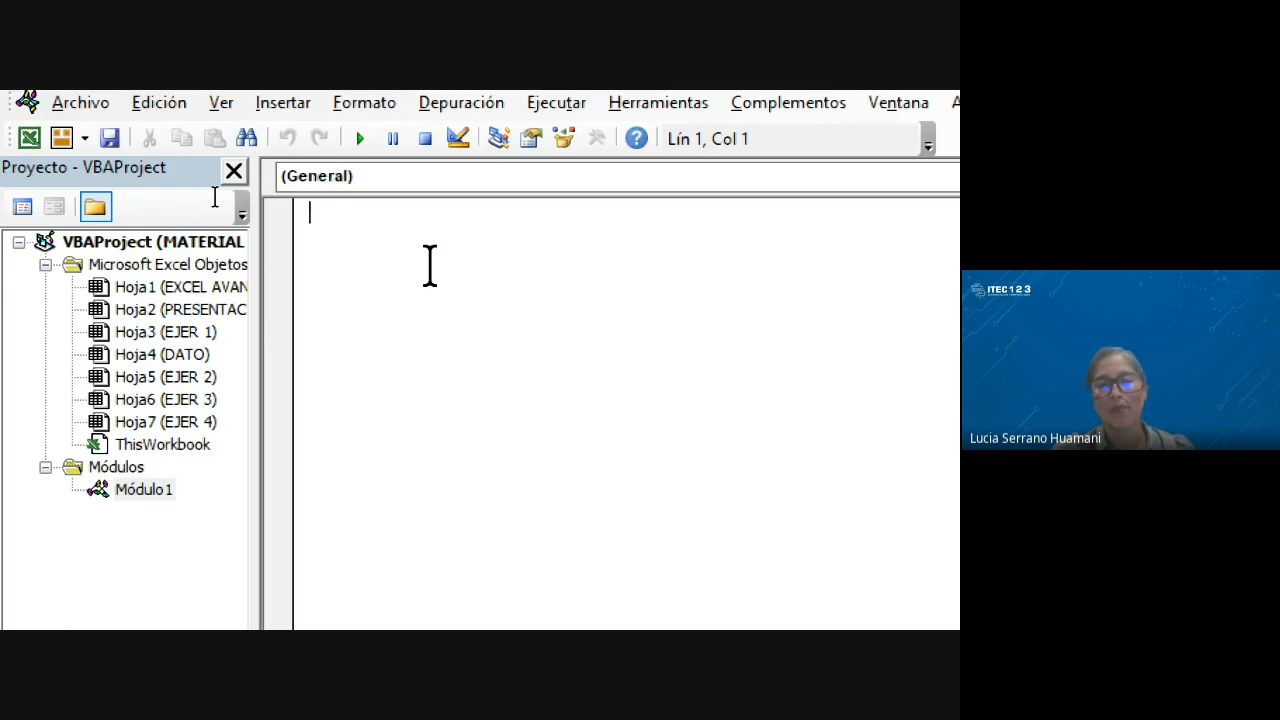 Archivo Edición Ver Insertar Formato Depuración Ejecutar Herramientas Complementos Ventana A
Lín 1, Col 1
Proyecto - VBAProject
(General)
VBAProject (MATERIAL
Microsoft Excel Objetos
Hoja1 (EXCEL AVAN
Hoja2 (PRESENTAC
Hoja3 (EJER 1)
Hoja4 (DATO)
Hoja5 (EJER 2)
Hoja6 (EJER 3)
Hoja7 (EJER 4)
ThisWorkbook
Módulos
Módulo1
ITEC 1 2 3
Lucia Serrano Huamani